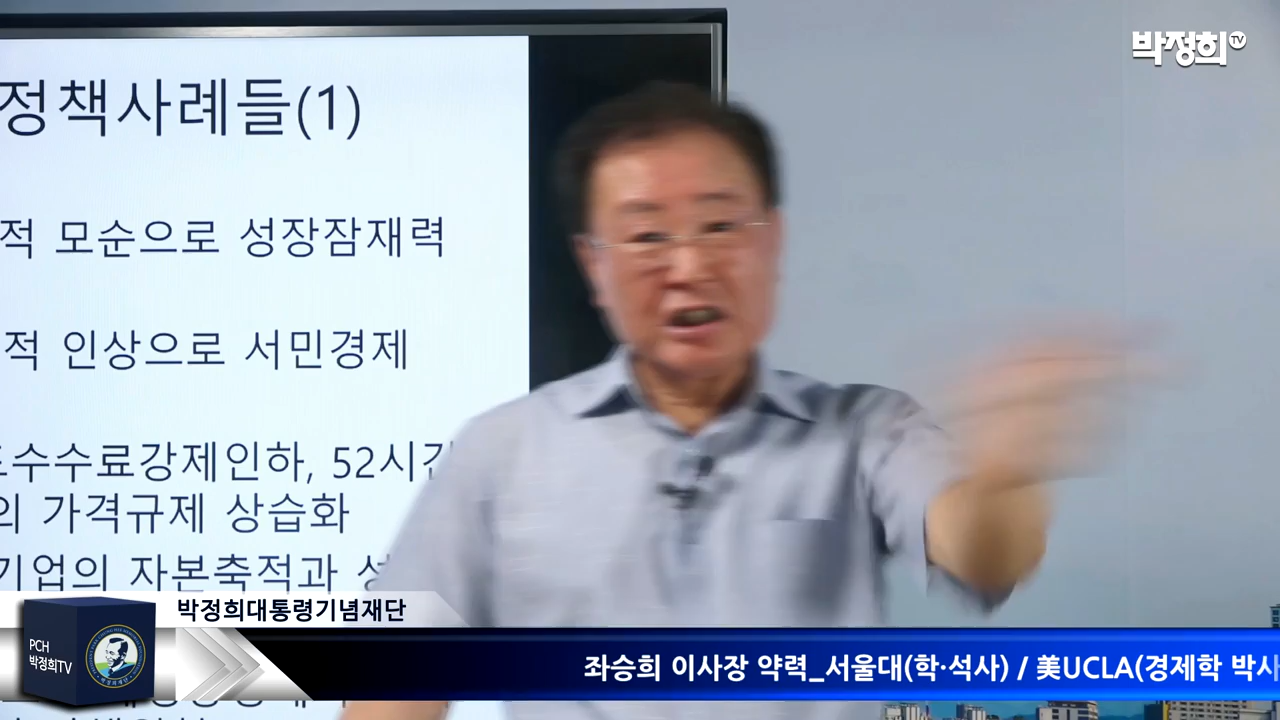 박정희TV
정책사례들(1)
적 모순으로 성장잠재력
적 인상으로 서민경제
수수료강제인하, 52시간
의 가격규제 상습화
기업의 자본축적과
박정희대통령기념재단
PCH
박정희TV
좌승희 이사장 약력_서울대(학·석사) / 美UCLA(경제학 박사